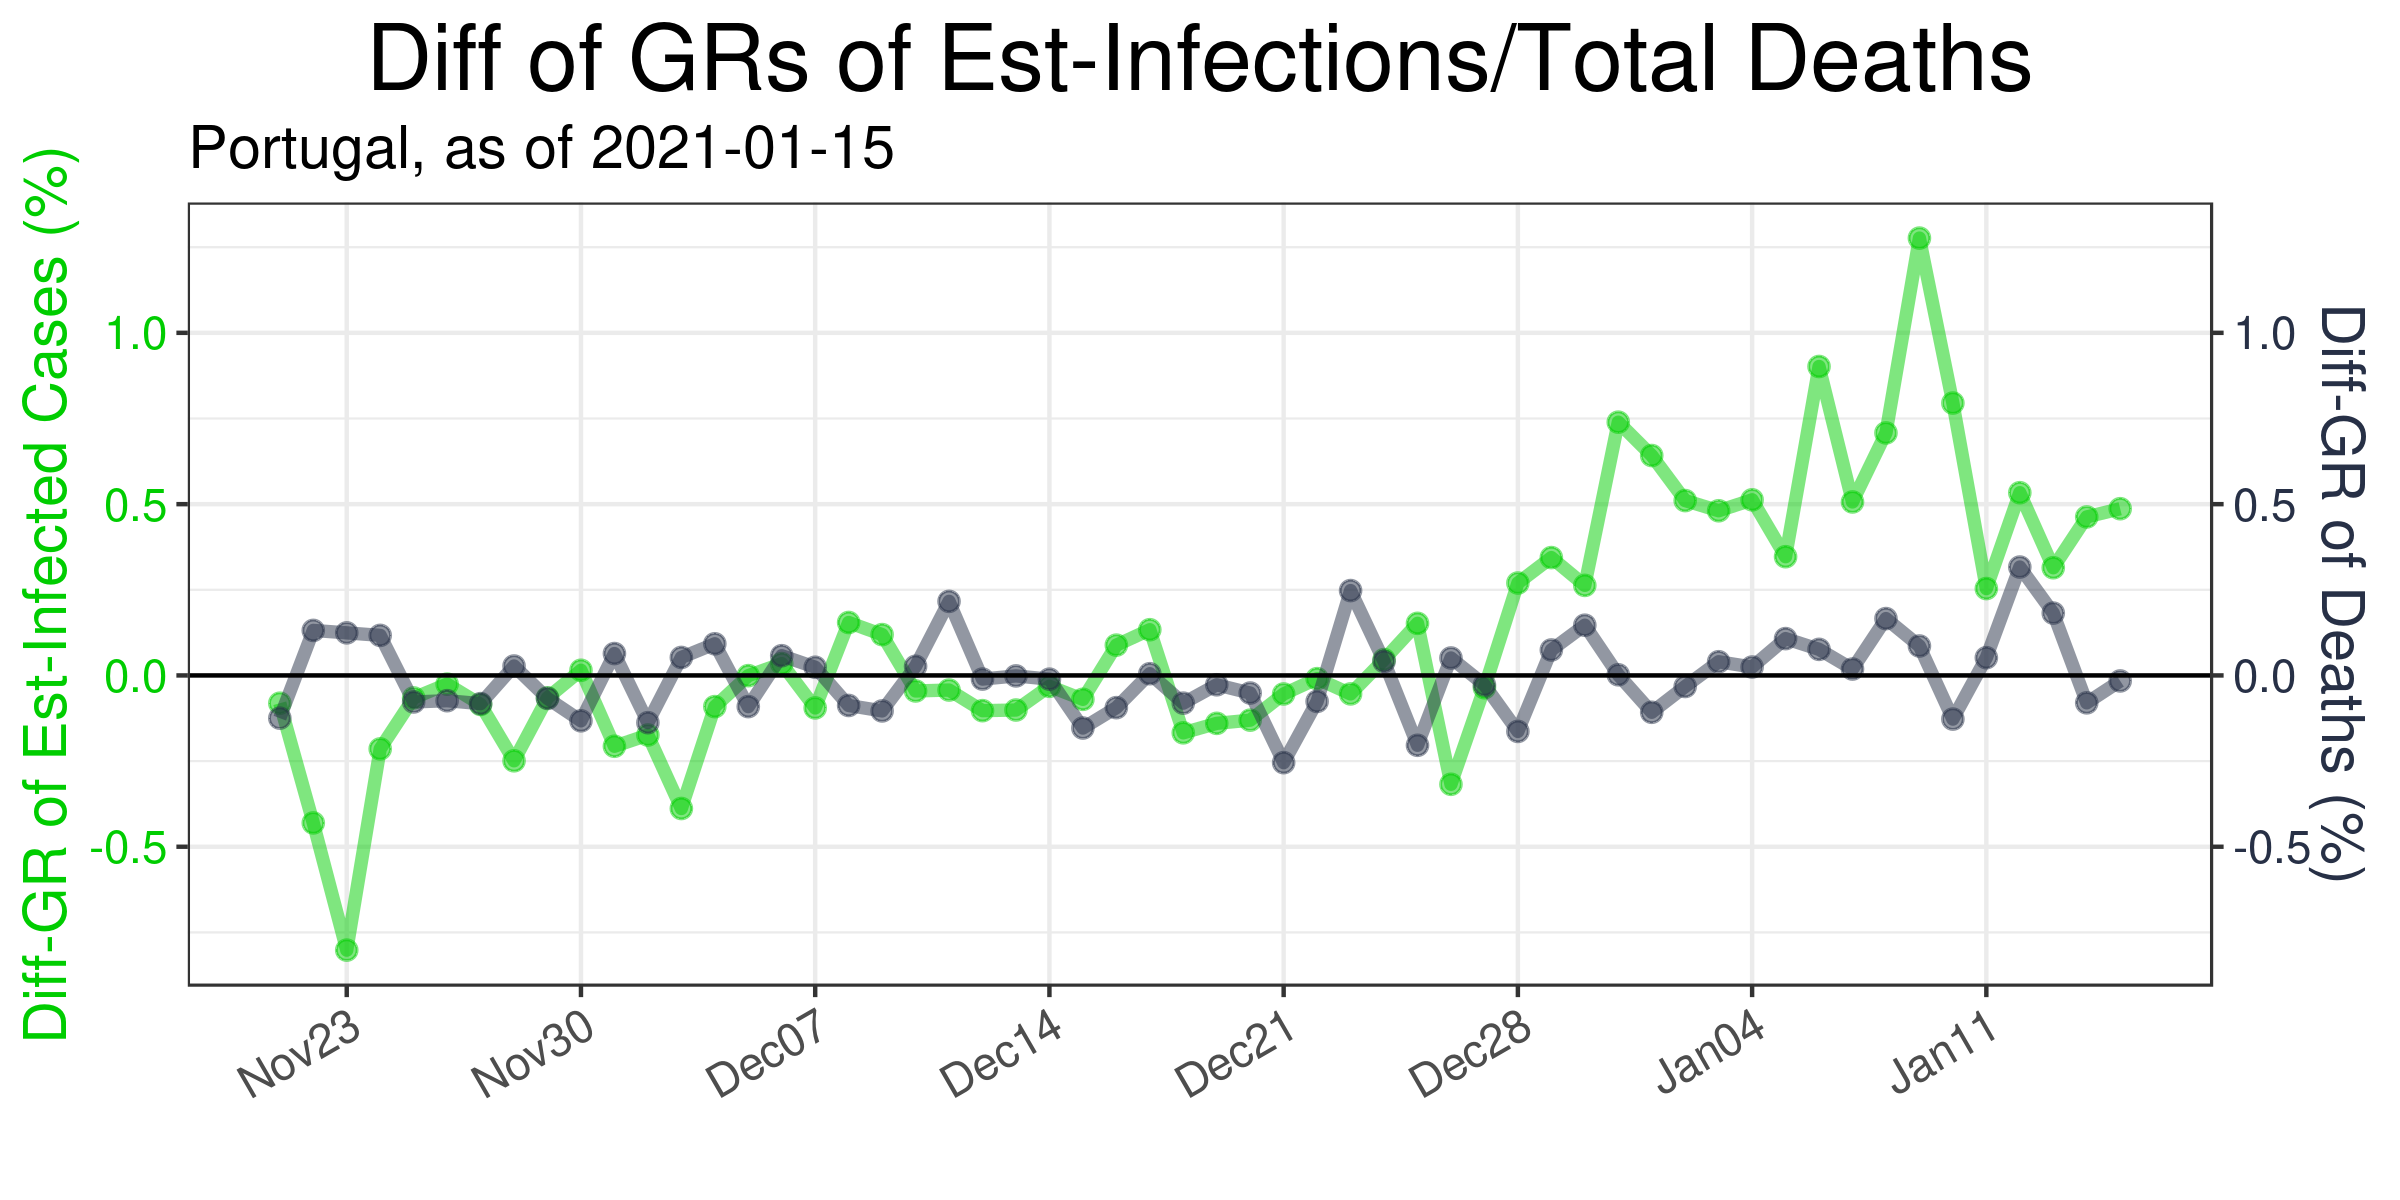 Diff of GRs of Est-Infections/Total Deaths
Portugal, as of 2021-01-15
Diff-GR of Est-Infected Cases (%)
1.0
0.5
0.0
-0.5
1.0
0.5
0.0
-0.5
Diff-GR of Deaths (%)
Nov23
Nov30
Dec07
Dec14
Dec21
Dec28
Jan04
Jan11